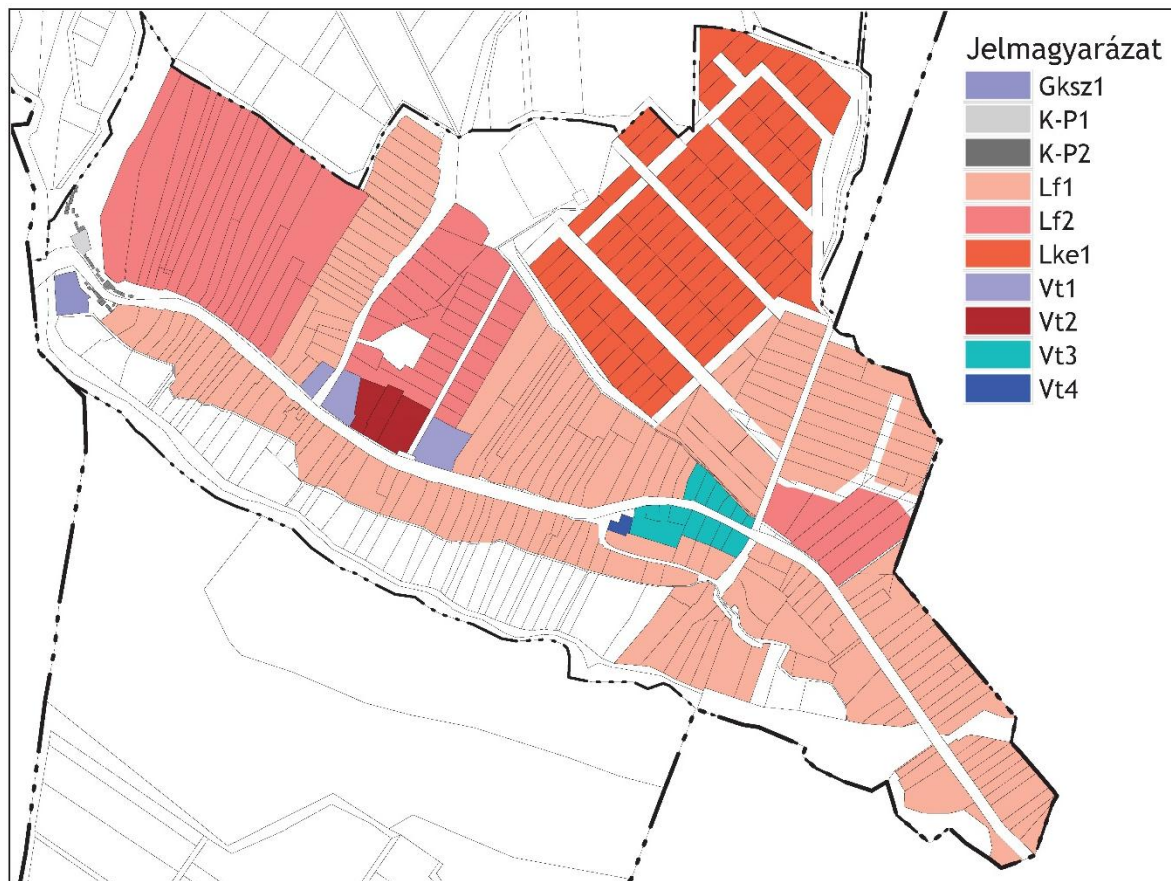 Jelmagyarázat
Gksz1
K-P1
K-P2
Lf1
Lf2
Lke1
Vt1
Vt2
Vt3
Vt4